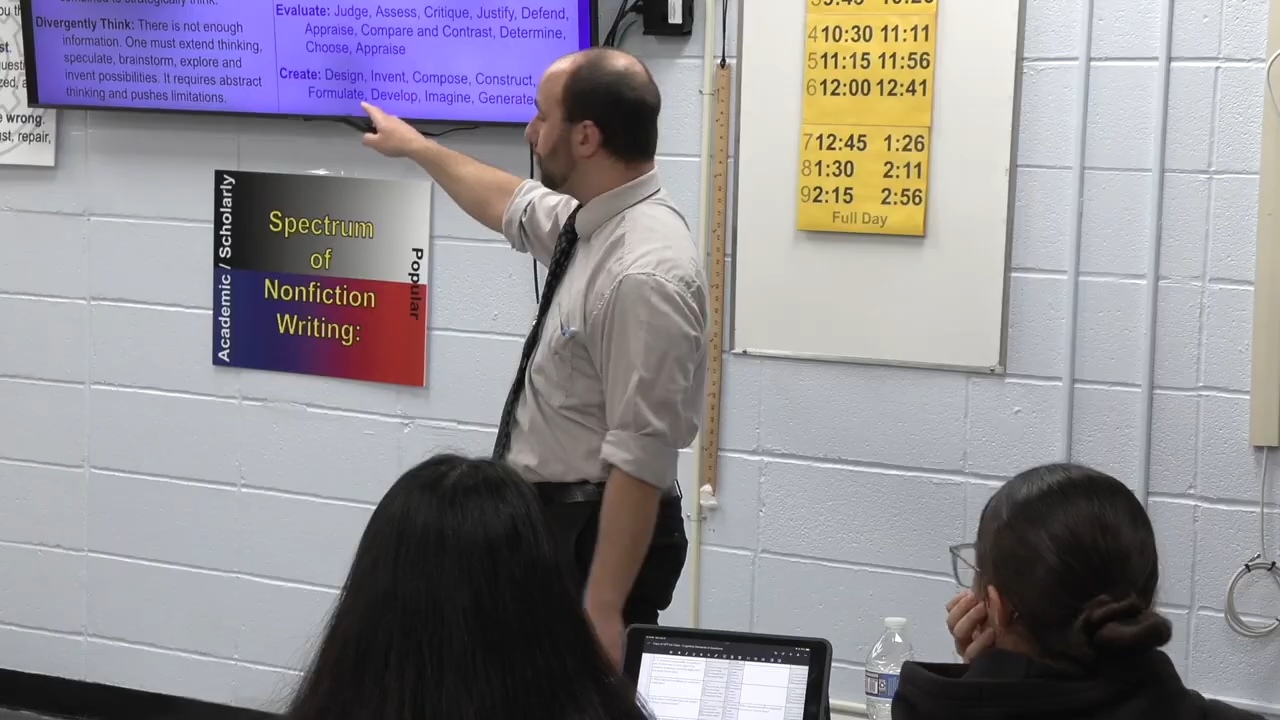 combined to strategically think.
Divergently Think: There is not enough
information. One must extend thinking,
speculate, brainstorm, explore and
invent possibilities. It requires abstract
thinking and pushes limitations.
Evaluate: Judge, Assess, Critique, Justify, Defend,
Appraise, Compare and Contrast, Determine,
Choose, Appraise
Create: Design, Invent, Compose, Construct,
Formulate, Develop, Imagine, Generate
wrong.
repair,
Academic / Scholarly
Spectrum
of
Nonfiction
Writing:
Popular
4 10:30 11:11
5 11:15 11:56
6 12:00 12:41
7 12:45 1:26
8 1:30 2:11
9 2:15 2:56
Full Day